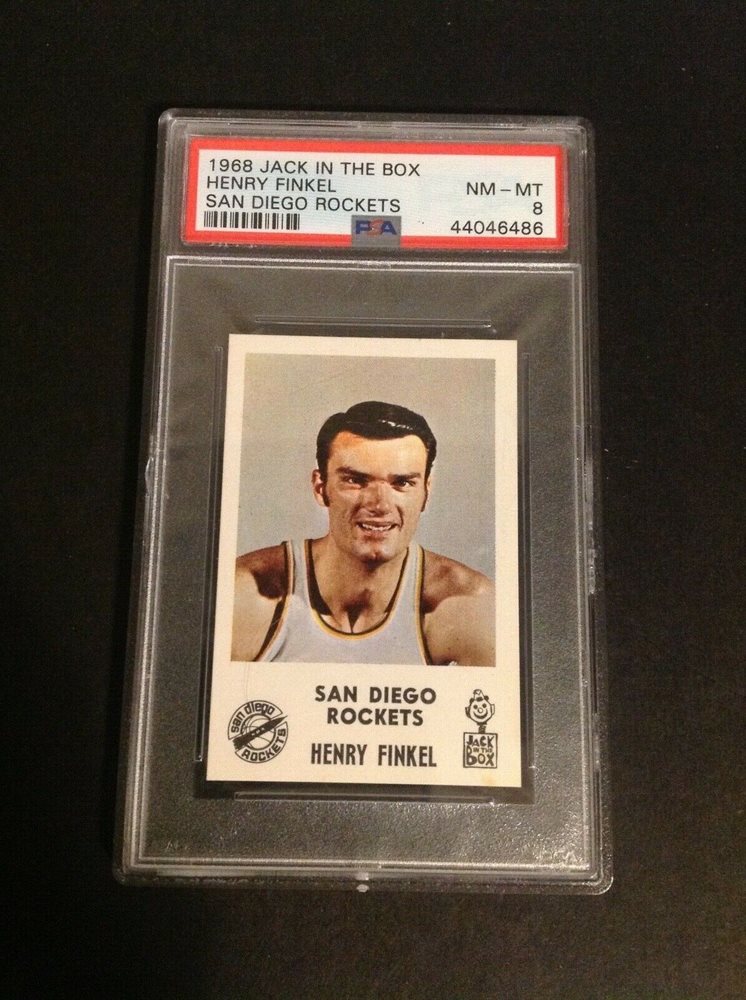 1968 JACK IN THE BOX
HENRY FINKEL NM – MT
SAN DIEGO ROCKETS 8
PSA 44046486
SAN DIEGO
ROCKETS
HENRY FINKEL
san diego
ROCKETS
JACK
IN THE
BOX